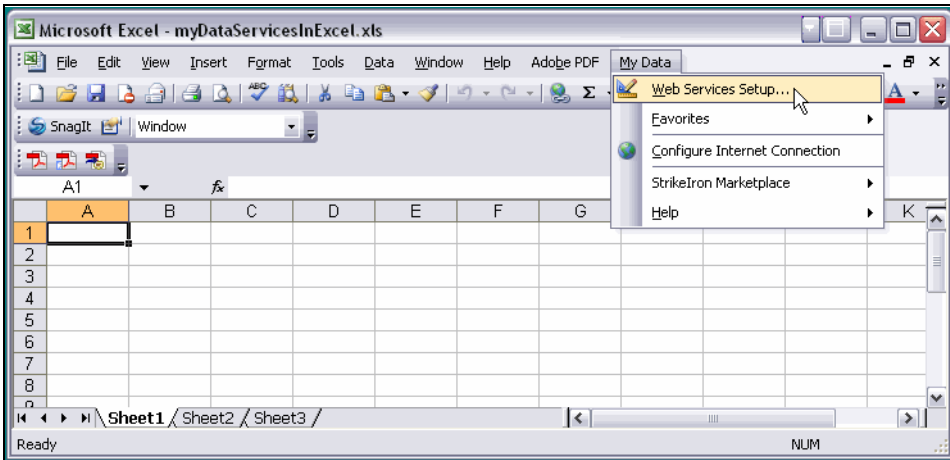 Microsoft Excel - myDataServicesInExcel.xls
File Edit View Insert Format Tools Data Window Help Adobe PDF My Data
Web Services Setup...
Favorites
Configure Internet Connection
StrikeIron Marketplace
Help
ABC Σ A
SnagIt Window
A1 fx
A B C D E F G K
1
2
3
4
5
6
7
8
9
Sheet1 Sheet2 Sheet3
Ready NUM